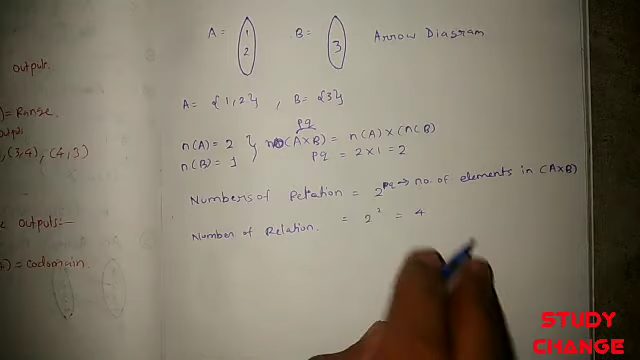 A = 1 2 B = 3 Arrow Diagram
Output.
A = {1,2} , B = {3}
) = Range.
pq
n(A) = 2 } n(A×B) = n(A)×(n(B)
n(B) = 1 pq = 2×1 = 2
,(3,4), (4,3)
Numbers of Relation = 2^pq → no. of elements in (A×B)
Number of Relation. = 2^2 = 4
e outputs:-
) = Codomain.
STUDY
CHANGE